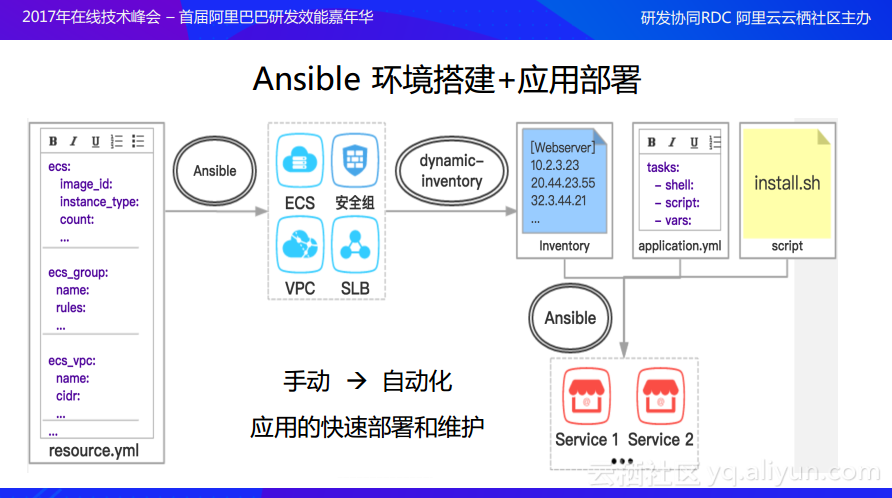 2017年在线技术峰会 – 首届阿里巴巴研发效能嘉年华
研发协同RDC 阿里云云栖社区主办
Ansible 环境搭建+应用部署
B I U
ecs:
image_id:
instance_type:
count:
...
ecs_group:
name:
rules:
...
ecs_vpc:
name:
cidr:
...
...
resource.yml
Ansible
ECS
安全组
VPC
SLB
dynamic-
inventory
[Webserver]
10.2.3.23
20.44.23.55
32.3.44.21
...
Inventory
B I U
tasks:
– shell:
– script:
– vars:
application.yml
install.sh
script
Ansible
Service 1
Service 2
•••
手动 → 自动化
应用的快速部署和维护
云栖社区 yq.aliyun.com